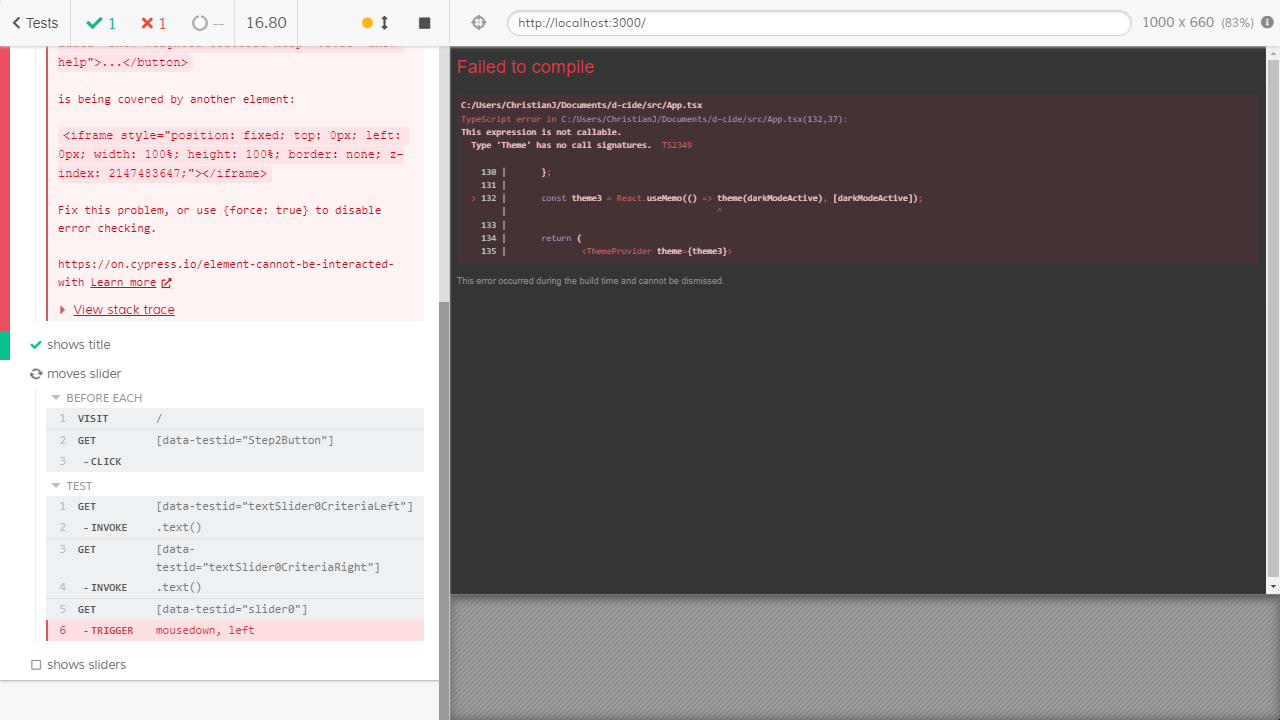 Tests
1
1
--
16.80
http://localhost:3000/
1000 x 660 (83%)
help">...</button>
is being covered by another element:
<iframe style="position: fixed; top: 0px; left:
0px; width: 100%; height: 100%; border: none; z-
index: 2147483647;"></iframe>
Fix this problem, or use {force: true} to disable
error checking.
https://on.cypress.io/element-cannot-be-interacted-
with Learn more
View stack trace
shows title
moves slider
BEFORE EACH
1 VISIT /
2 GET [data-testid="Step2Button"]
3 -CLICK
TEST
1 GET [data-testid="textSlider0CriteriaLeft"]
2 -INVOKE .text()
3 GET [data-
testid="textSlider0CriteriaRight"]
4 -INVOKE .text()
5 GET [data-testid="slider0"]
6 -TRIGGER mousedown, left
shows sliders
Failed to compile
C:/Users/ChristianJ/Documents/d-cide/src/App.tsx
TypeScript error in C:/Users/ChristianJ/Documents/d-cide/src/App.tsx(132,37):
This expression is not callable.
Type 'Theme' has no call signatures.  TS2349
130 | };
131 |
> 132 | const theme3 = React.useMemo(() => theme(darkModeActive), [darkModeActive]);
| ^
133 |
134 | return (
135 | <ThemeProvider theme={theme3}>
This error occurred during the build time and cannot be dismissed.